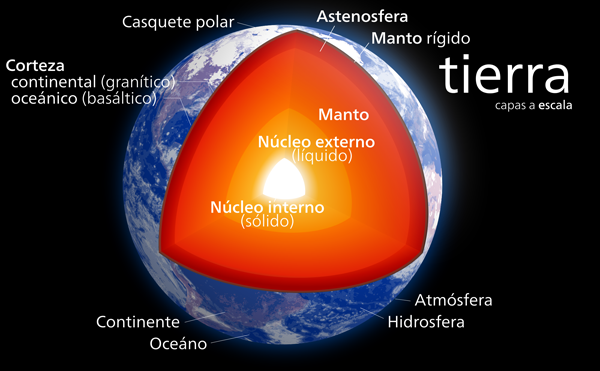 Casquete polar
Astenosfera
Manto rígido
tierra
capas a escala
Corteza
continental (granítico)
oceánico (basáltico)
Manto
Núcleo externo
(líquido)
Núcleo interno
(sólido)
Atmósfera
Hidrosfera
Continente
Oceáno